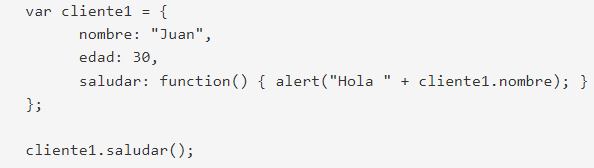 var cliente1 = {
nombre: "Juan",
edad: 30,
saludar: function() { alert("Hola " + cliente1.nombre); }
};
cliente1.saludar();